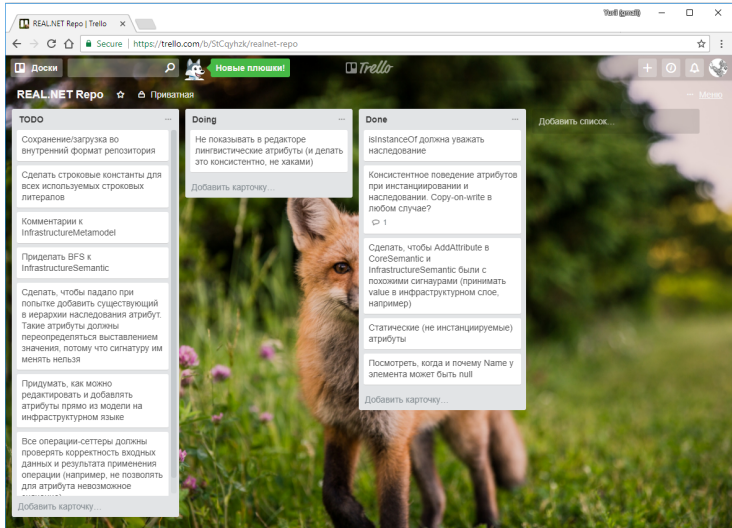 Yurii (gmail)
REAL.NET Repo | Trello
Secure
https://trello.com/b/StCqyhzk/realnet-repo
Доски
Новые плюшки!
Trello
REAL.NET Repo
Приватная
Меню
TODO
Сохранение/загрузка во
внутренний формат репозитория
Сделать строковые константы для
всех используемых строковых
литералов
Комментарии к
InfrastructureMetamodel
Приделать BFS к
InfrastructureSemantic
Сделать, чтобы падало при
попытке добавить существующий
в иерархии наследования атрибут.
Такие атрибуты должны
переопределяться выставлением
значения, потому что сигнатуру им
менять нельзя
Придумать, как можно
редактировать и добавлять
атрибуты прямо из модели на
инфраструктурном языке
Все операции-сеттеры должны
проверять корректность входных
данных и результата применения
операции (например, не позволять
для атрибута невозможное
Добавить карточку…
Doing
Не показывать в редакторе
лингвистические атрибуты (и делать
это консистентно, не хаками)
Добавить карточку…
Done
isInstanceOf должна уважать
наследование
Консистентное поведение атрибутов
при инстанцировании и
наследовании. Copy-on-write в
любом случае?
1
Сделать, чтобы AddAttribute в
CoreSemantic и
InfrastructureSemantic были с
похожими сигнаурами (принимать
value в инфраструктурном слое,
например)
Статические (не инстанциируемые)
атрибуты
Посмотреть, когда и почему Name у
элемента может быть null
Добавить карточку…
Добавить список…